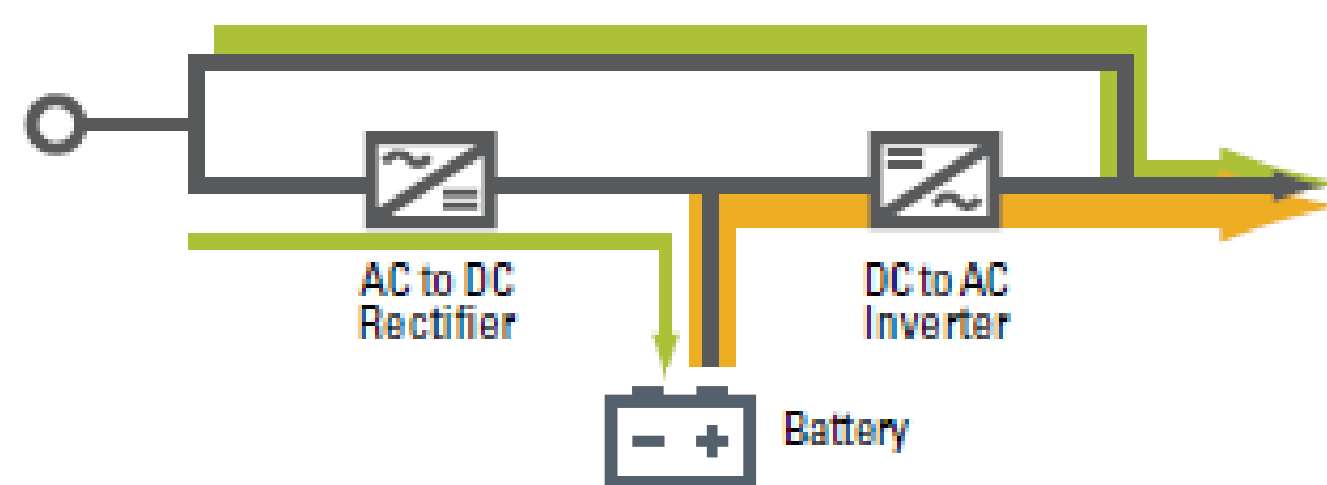 AC to DC
Rectifier
DC to AC
Inverter
Battery